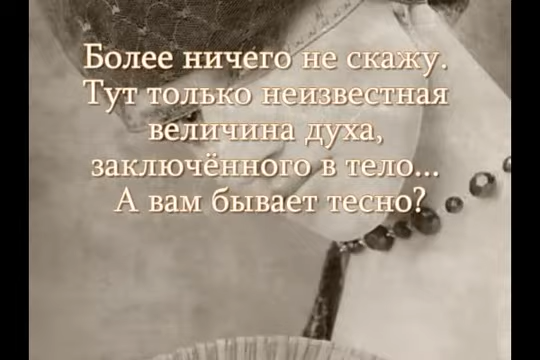 Более ничего не скажу.
Тут только неизвестная
величина духа,
заключённого в тело...
А вам бывает тесно?